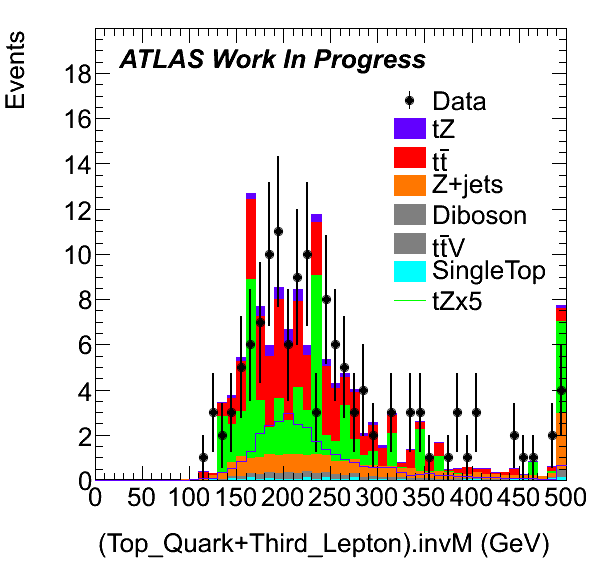 Events
ATLAS Work In Progress
18
16
14
12
10
8
6
4
2
0
Data
tZ
tt̄
Z+jets
Diboson
tt̄V
SingleTop
tZx5
0 50 100 150 200 250 300 350 400 450 500
(Top_Quark+Third_Lepton).invM (GeV)